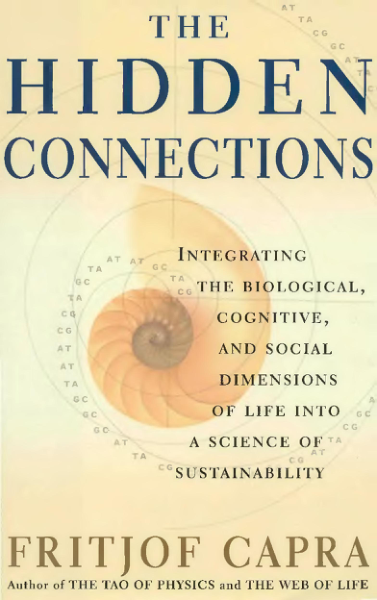 THE
HIDDEN
CONNECTIONS
INTEGRATING
THE BIOLOGICAL,
COGNITIVE,
AND SOCIAL
DIMENSIONS
OF LIFE INTO
A SCIENCE OF
SUSTAINABILITY
FRITJOF CAPRA
Author of THE TAO OF PHYSICS and THE WEB OF LIFE